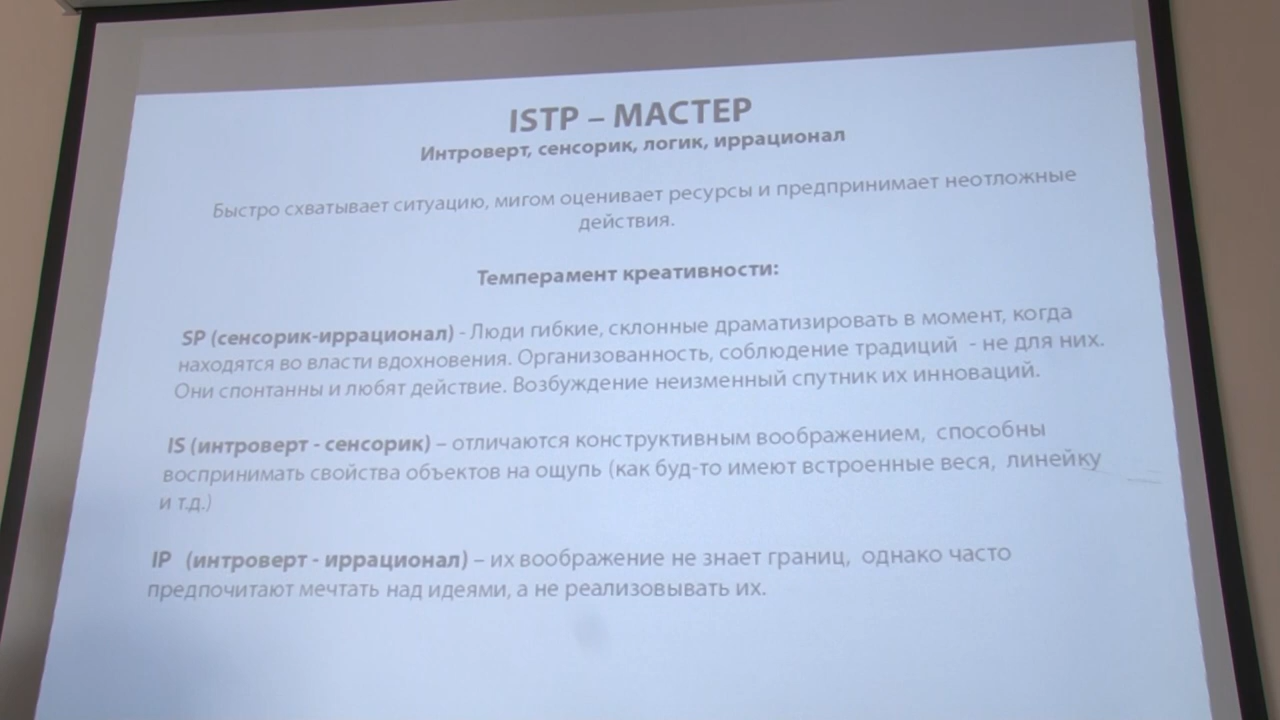 ISTP – МАСТЕР
Интроверт, сенсорик, логик, иррационал
Быстро схватывает ситуацию, мигом оценивает ресурсы и предпринимает неотложные
действия.
Темперамент креативности:
SP (сенсорик-иррационал) - Люди гибкие, склонные драматизировать в момент, когда
находятся во власти вдохновения. Организованность, соблюдение традиций - не для них.
Они спонтанны и любят действие. Возбуждение неизменный спутник их инноваций.
IS (интроверт - сенсорик) – отличаются конструктивным воображением, способны
воспринимать свойства объектов на ощупь (как буд-то имеют встроенные веся, линейку
и т.д.)
IP (интроверт - иррационал) – их воображение не знает границ, однако часто
предпочитают мечтать над идеями, а не реализовывать их.